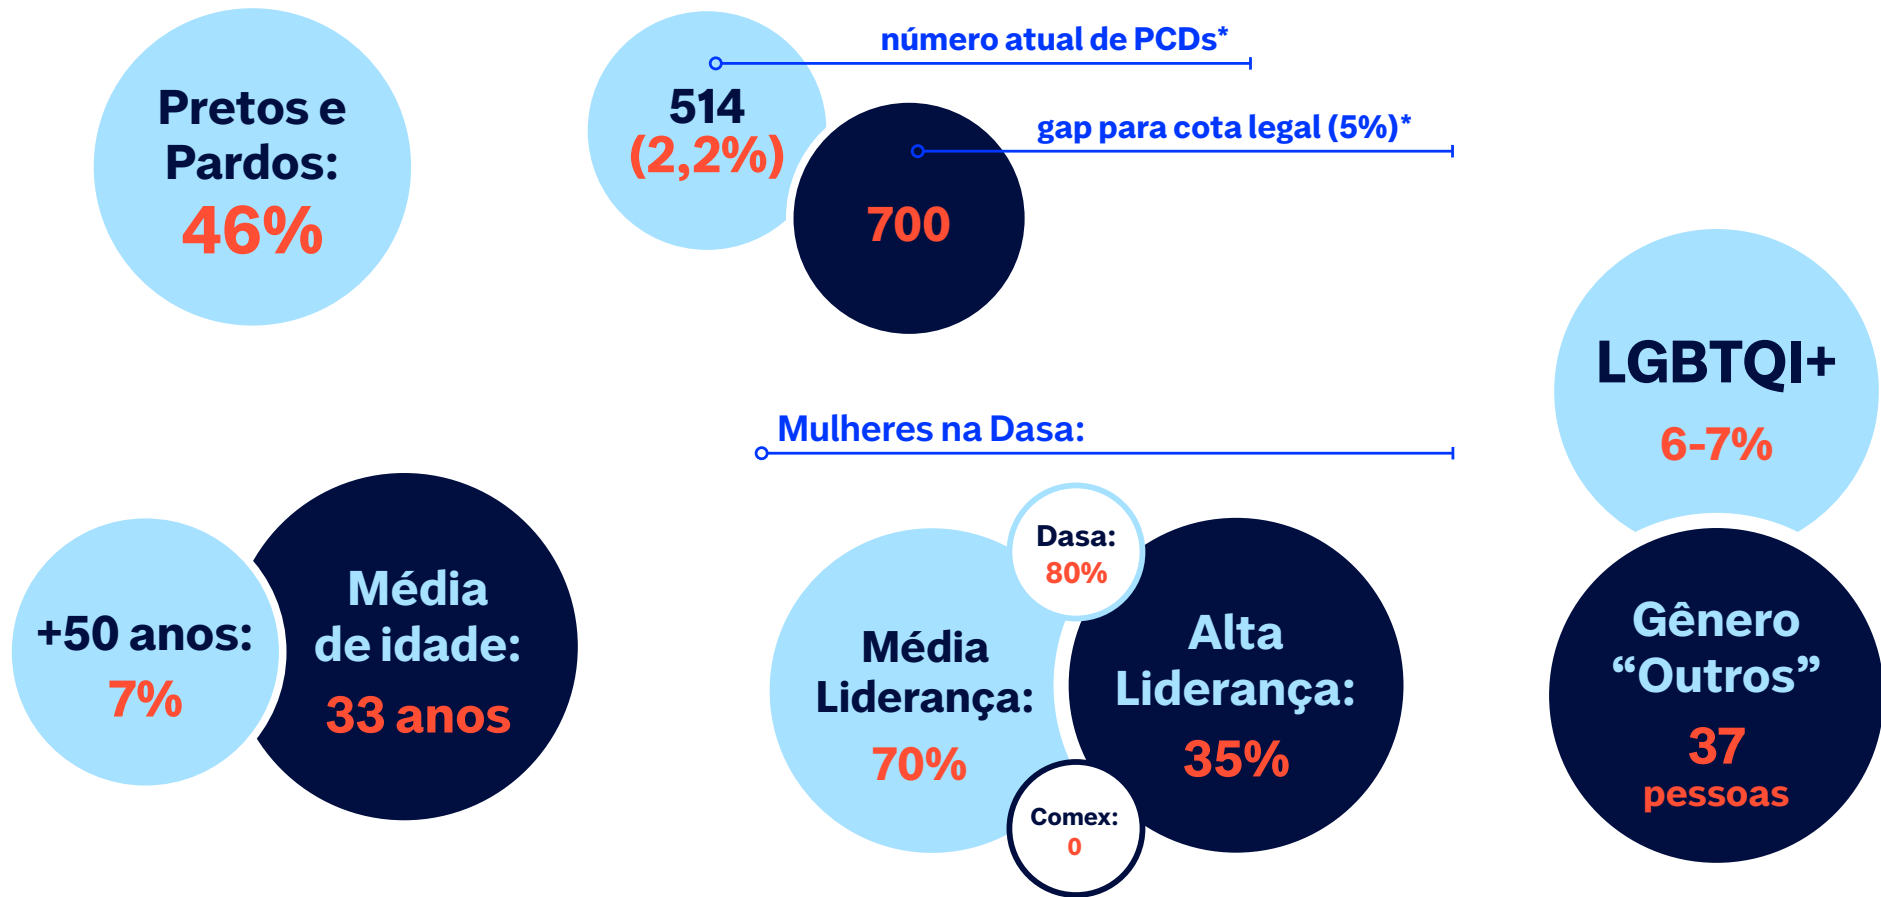 Pretos e
Pardos:
46%
número atual de PCDs*
514
(2,2%)
gap para cota legal (5%)*
700
LGBTQI+
6-7%
Gênero
“Outros”
37
pessoas
+50 anos:
7%
Média
de idade:
33 anos
Mulheres na Dasa:
Dasa:
80%
Média
Liderança:
70%
Alta
Liderança:
35%
Comex:
0